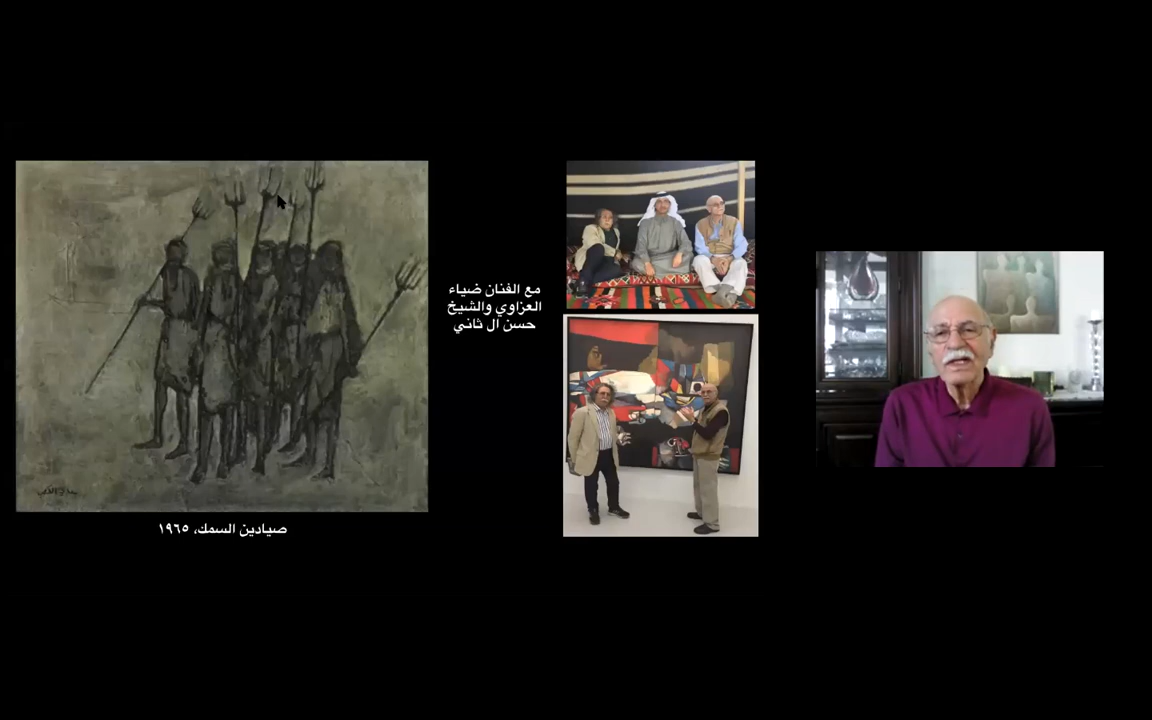 مع الفنان ضياء
العزاوي والشيخ
حسن آل ثاني
صيادين السمك، ١٩٦٥